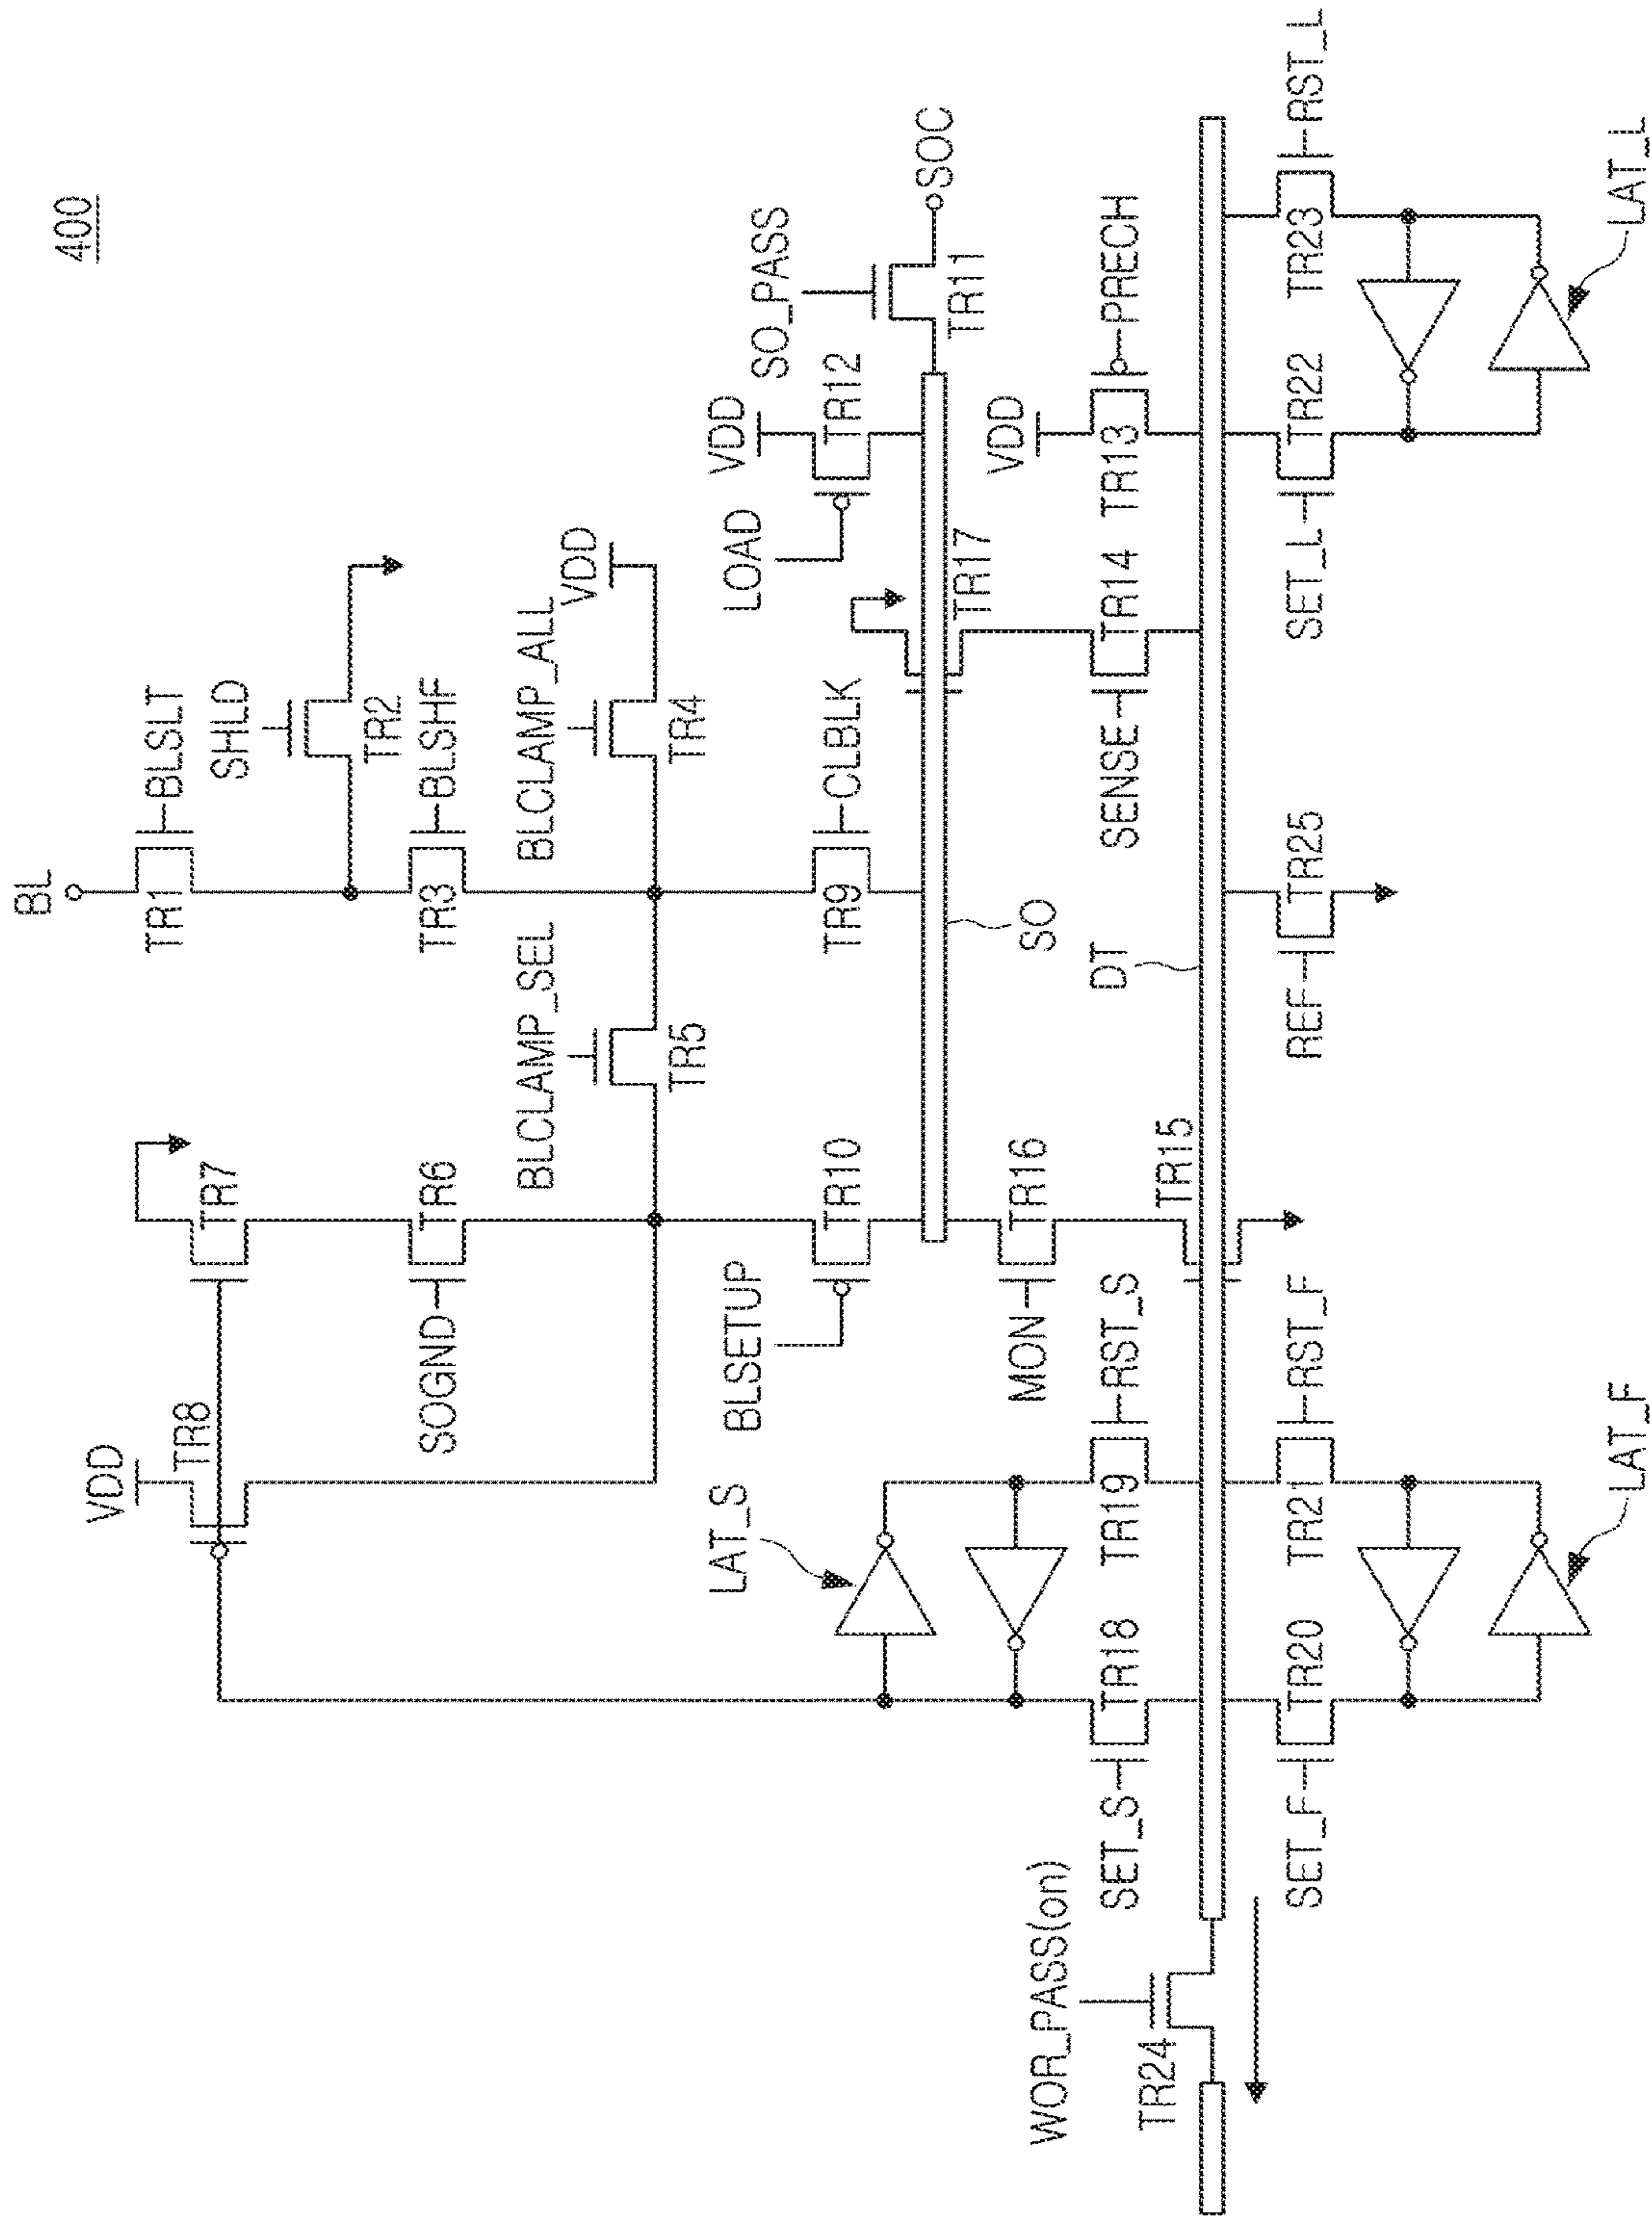 400
BL
TR1
BLSLT
SHLD
TR2
TR3
BLSHF
BLCLAMP_ALL
VDD
TR4
BLCLAMP_SEL
TR5
TR7
TR6
SOGND
VDD
TR8
BLSETUP
TR10
TR9
CLBLK
LOAD
VDD
TR12
SO_PASS
TR11
SOC
TR17
SO
LAT_S
MON
TR16
TR15
DT
SENSE
TR14
TR13
VDD
PRECH
SET_S
TR18
TR19
RST_S
WOR_PASS(on)
TR24
SET_F
TR20
TR21
RST_F
LAT_F
REF
TR25
SET_L
TR22
TR23
RST_L
LAT_L